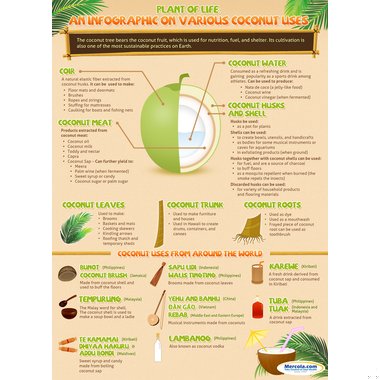 PLANT OF LIFE
AN INFOGRAPHIC ON VARIOUS COCONUT USES
The coconut tree bears the coconut fruit, which is used for nutrition, fuel, and shelter. Its cultivation is
also one of the most sustainable practices on Earth.
COIR
A natural elastic fiber extracted from
coconut husks. It can be used to make:
• Floor mats and doormats
• Brushes
• Ropes and strings
• Stuffing for mattresses
• Caulking for boats and fishing nets
COCONUT MEAT
Products extracted from
coconut meat:
• Coconut oil
• Coconut milk
• Toddy and nectar
• Copra
• Coconut Sap - Can further yield to:
• Meera
• Palm wine (when fermented)
• Sweet syrup or candy
• Coconut sugar or palm sugar
COCONUT WATER
Consumed as a refreshing drink and is
gaining popularity as a sports drink among
athletes. Can be used to produce:
• Nata de coco (a jelly-like food)
• Coconut wine
• Coconut vinegar (when fermented)
COCONUT HUSKS
AND SHELL
Husks be used:
• as a pot for plants
Shells can be used:
• to create bowls, utensils, and handicrafts
• as bodies for some musical instruments or
caves for aquariums
• as exfoliating products (when ground)
Husks together with coconut shells can be used:
• for fuel, and are a source of charcoal
• to buff floors
• as a mosquito repellent when burned (the
smoke repels the insects)
Discarded husks can be used:
• for variety of household products
and flooring materials
COCONUT LEAVES
Used to make:
• Brooms
• Baskets and mats
• Cooking skewers
• Kindling arrows
• Roofing thatch and
temporary sheds
COCONUT TRUNK
• Used to make furniture
and houses
• Used in Hawaii to create
drums, containers, and
canoes
COCONUT ROOTS
• Used as dye
• Used as a mouthwash
• Frayed piece of coconut
root can be used as
toothbrush
COCONUT USES FROM AROUND THE WORLD
BUNOT (Philippines)
COCONUT BRUSH (Jamaica)
Made from coconut shell and
used to buff the floors
TEMPURUNG (Malaysia)
The Malay word for shell.
The coconut shell is used to
make a soup bowl and a ladle
TE KAMAMAI (Kiribati)
DHIYAA HAKURU &
ADDU BONDI (Maldives)
Sweet syrup and candy
made from boiling
coconut sap
SAPU LIDI (Indonesia)
WALIS TINGTING (Philippines)
Brooms made from coconut leaves
YEHU AND BANHU (China)
ĐÀN GÁO (Vietnam)
REBAB (Middle East and Eastern Europe)
Musical Instruments made from coconuts
LAMBANOG (Philippines)
Also known as coconut vodka
KAREWE (Kiribati)
A fresh drink derived from
coconut sap and consumed
in Kiribati
TUBA (Philippines)
TUAK (Indonesia and
Malaysia)
A drink extracted from
coconut sap
Mercola.com